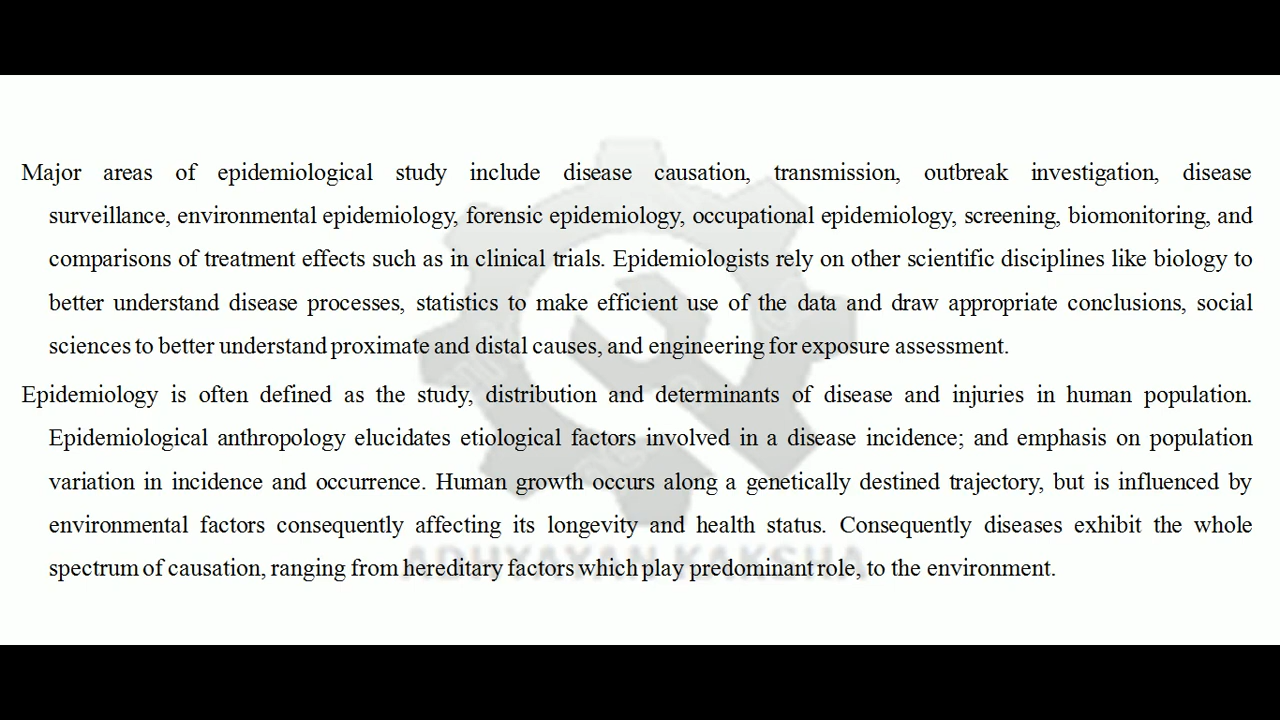 Major areas of epidemiological study include disease causation, transmission, outbreak investigation, disease
surveillance, environmental epidemiology, forensic epidemiology, occupational epidemiology, screening, biomonitoring, and
comparisons of treatment effects such as in clinical trials. Epidemiologists rely on other scientific disciplines like biology to
better understand disease processes, statistics to make efficient use of the data and draw appropriate conclusions, social
sciences to better understand proximate and distal causes, and engineering for exposure assessment.
Epidemiology is often defined as the study, distribution and determinants of disease and injuries in human population.
Epidemiological anthropology elucidates etiological factors involved in a disease incidence; and emphasis on population
variation in incidence and occurrence. Human growth occurs along a genetically destined trajectory, but is influenced by
environmental factors consequently affecting its longevity and health status. Consequently diseases exhibit the whole
spectrum of causation, ranging from hereditary factors which play predominant role, to the environment.
ADHYAYAN KAKSHA